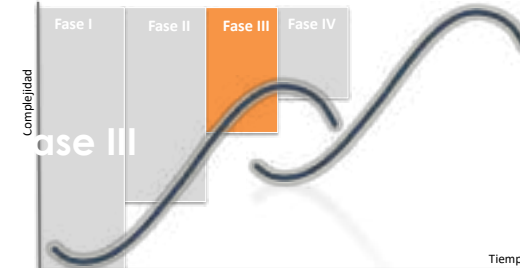 Fase I
Fase II
Fase III
Fase IV
Complejidad
ase III
Tiemp